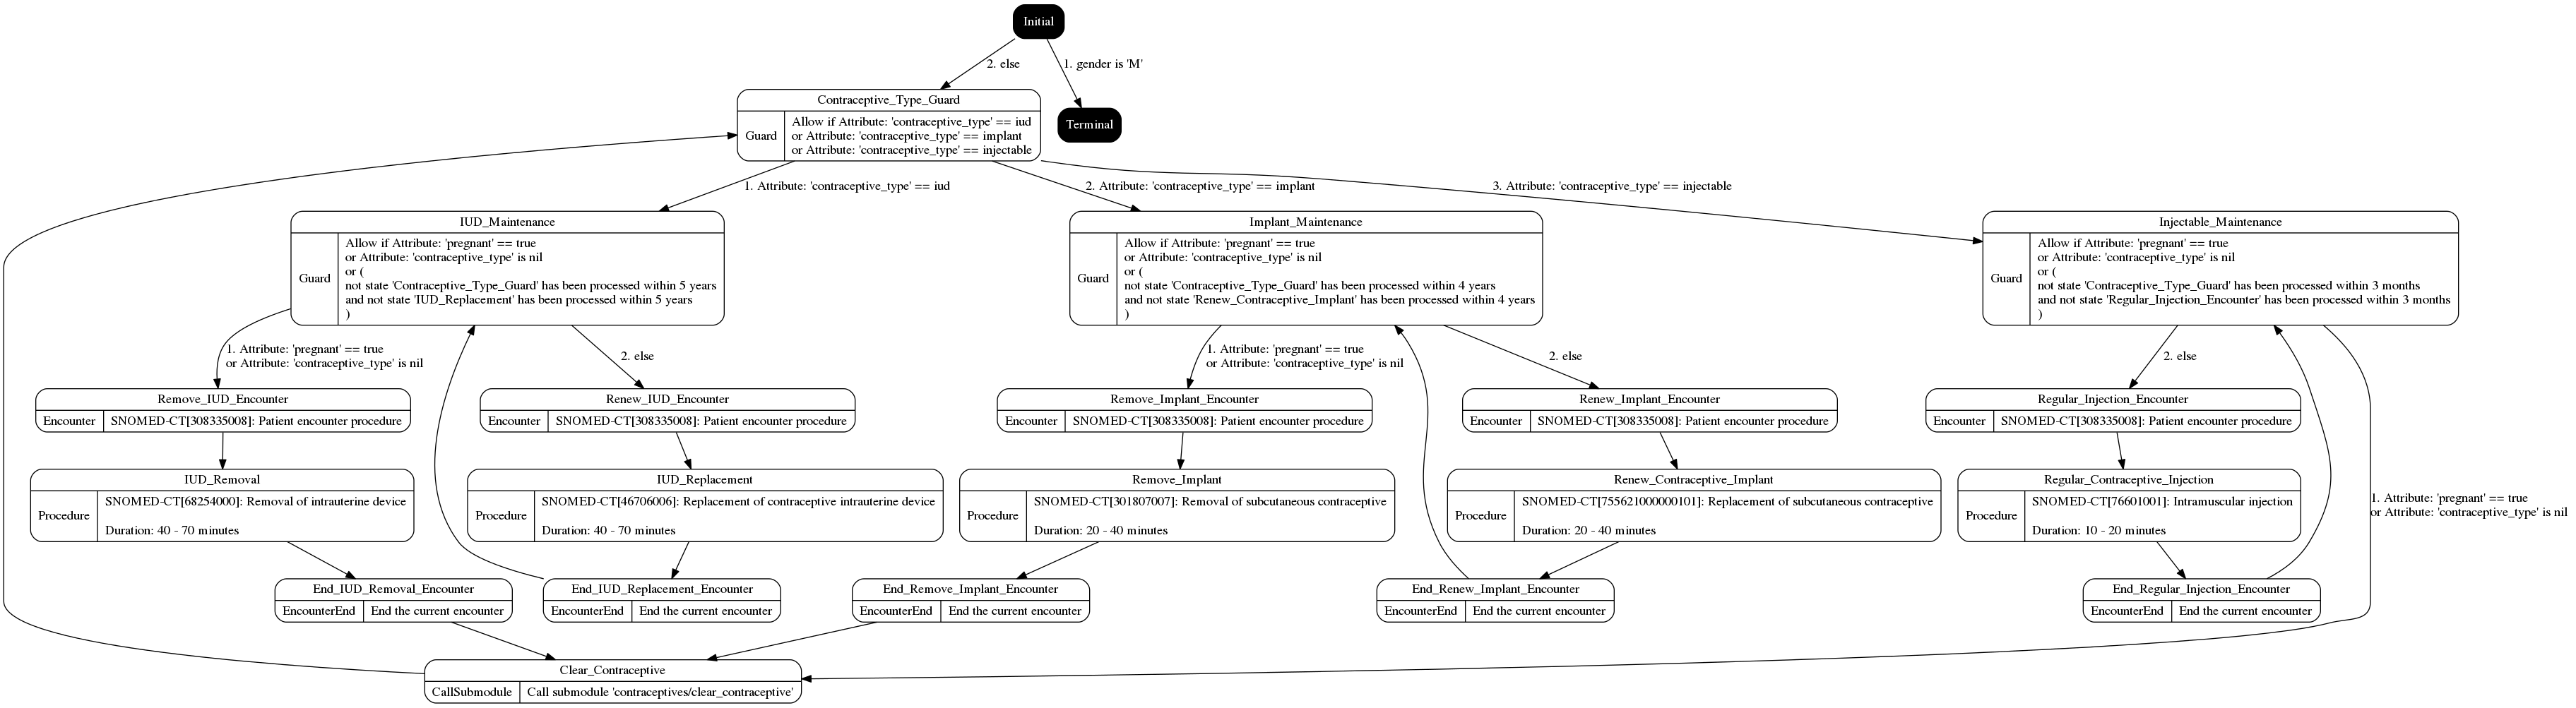 Initial
2. else
1. gender is 'M'
Contraceptive_Type_Guard
Guard
Allow if Attribute: 'contraceptive_type' == iud
or Attribute: 'contraceptive_type' == implant
or Attribute: 'contraceptive_type' == injectable
Terminal
1. Attribute: 'contraceptive_type' == iud
2. Attribute: 'contraceptive_type' == implant
3. Attribute: 'contraceptive_type' == injectable
IUD_Maintenance
Guard
Allow if Attribute: 'pregnant' == true
or Attribute: 'contraceptive_type' is nil
or (
not state 'Contraceptive_Type_Guard' has been processed within 5 years
and not state 'IUD_Replacement' has been processed within 5 years
)
Implant_Maintenance
Guard
Allow if Attribute: 'pregnant' == true
or Attribute: 'contraceptive_type' is nil
or (
not state 'Contraceptive_Type_Guard' has been processed within 4 years
and not state 'Renew_Contraceptive_Implant' has been processed within 4 years
)
Injectable_Maintenance
Guard
Allow if Attribute: 'pregnant' == true
or Attribute: 'contraceptive_type' is nil
or (
not state 'Contraceptive_Type_Guard' has been processed within 3 months
and not state 'Regular_Injection_Encounter' has been processed within 3 months
)
1. Attribute: 'pregnant' == true
or Attribute: 'contraceptive_type' is nil
2. else
1. Attribute: 'pregnant' == true
or Attribute: 'contraceptive_type' is nil
2. else
2. else
Remove_IUD_Encounter
Encounter
SNOMED-CT[308335008]: Patient encounter procedure
Renew_IUD_Encounter
Encounter
SNOMED-CT[308335008]: Patient encounter procedure
Remove_Implant_Encounter
Encounter
SNOMED-CT[308335008]: Patient encounter procedure
Renew_Implant_Encounter
Encounter
SNOMED-CT[308335008]: Patient encounter procedure
Regular_Injection_Encounter
Encounter
SNOMED-CT[308335008]: Patient encounter procedure
IUD_Removal
Procedure
SNOMED-CT[68254000]: Removal of intrauterine device
Duration: 40 - 70 minutes
IUD_Replacement
Procedure
SNOMED-CT[46706006]: Replacement of contraceptive intrauterine device
Duration: 40 - 70 minutes
Remove_Implant
Procedure
SNOMED-CT[301807007]: Removal of subcutaneous contraceptive
Duration: 20 - 40 minutes
Renew_Contraceptive_Implant
Procedure
SNOMED-CT[755621000000101]: Replacement of subcutaneous contraceptive
Duration: 20 - 40 minutes
Regular_Contraceptive_Injection
Procedure
SNOMED-CT[76601001]: Intramuscular injection
Duration: 10 - 20 minutes
1. Attribute: 'pregnant' == true
or Attribute: 'contraceptive_type' is nil
End_IUD_Removal_Encounter
EncounterEnd
End the current encounter
End_IUD_Replacement_Encounter
EncounterEnd
End the current encounter
End_Remove_Implant_Encounter
EncounterEnd
End the current encounter
End_Renew_Implant_Encounter
EncounterEnd
End the current encounter
End_Regular_Injection_Encounter
EncounterEnd
End the current encounter
Clear_Contraceptive
CallSubmodule
Call submodule 'contraceptives/clear_contraceptive'